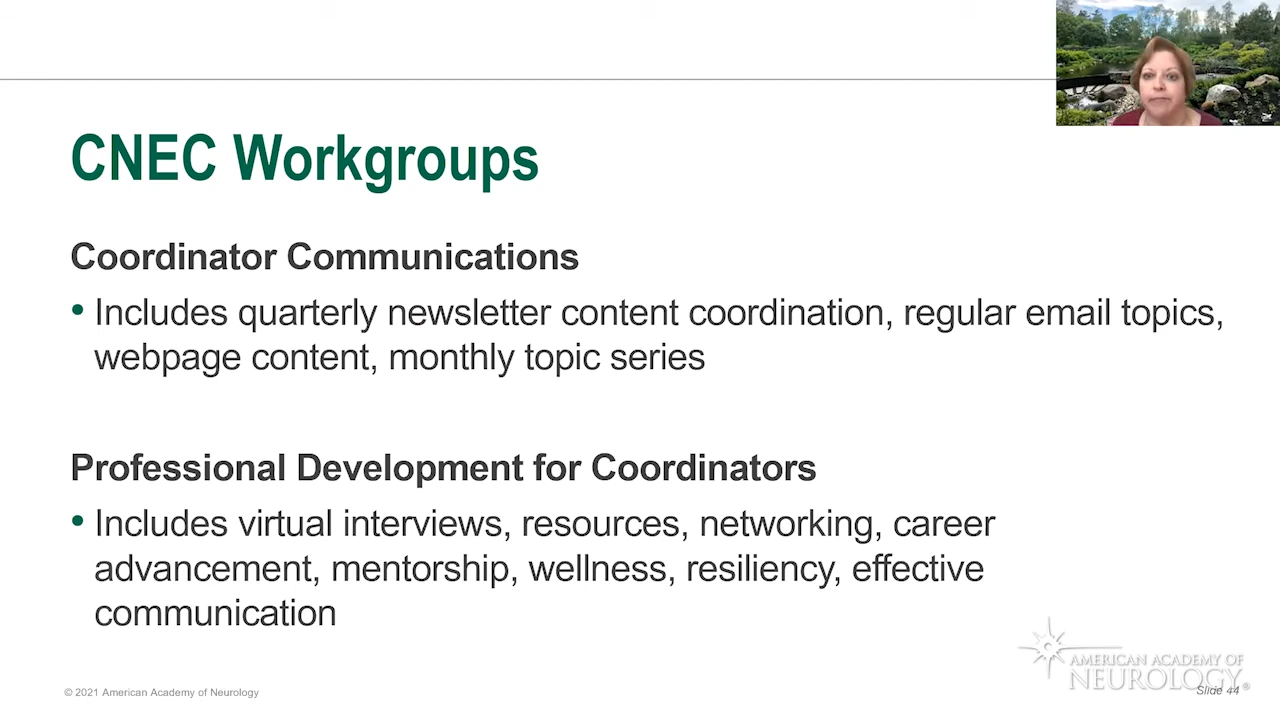 CNEC Workgroups
Coordinator Communications
• Includes quarterly newsletter content coordination, regular email topics,
webpage content, monthly topic series
Professional Development for Coordinators
• Includes virtual interviews, resources, networking, career
advancement, mentorship, wellness, resiliency, effective
communication
AMERICAN ACADEMY OF
NEUROLOGY®
© 2021 American Academy of Neurology
Slide 44